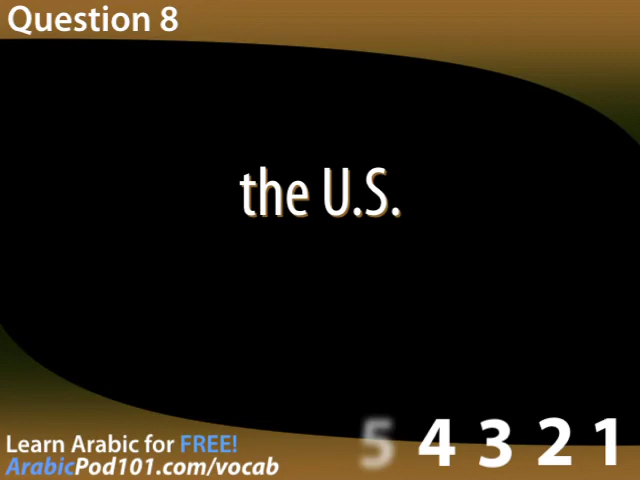 Question 8
the U.S.
5 4 3 2 1
Learn Arabic for FREE!
ArabicPod101.com/vocab